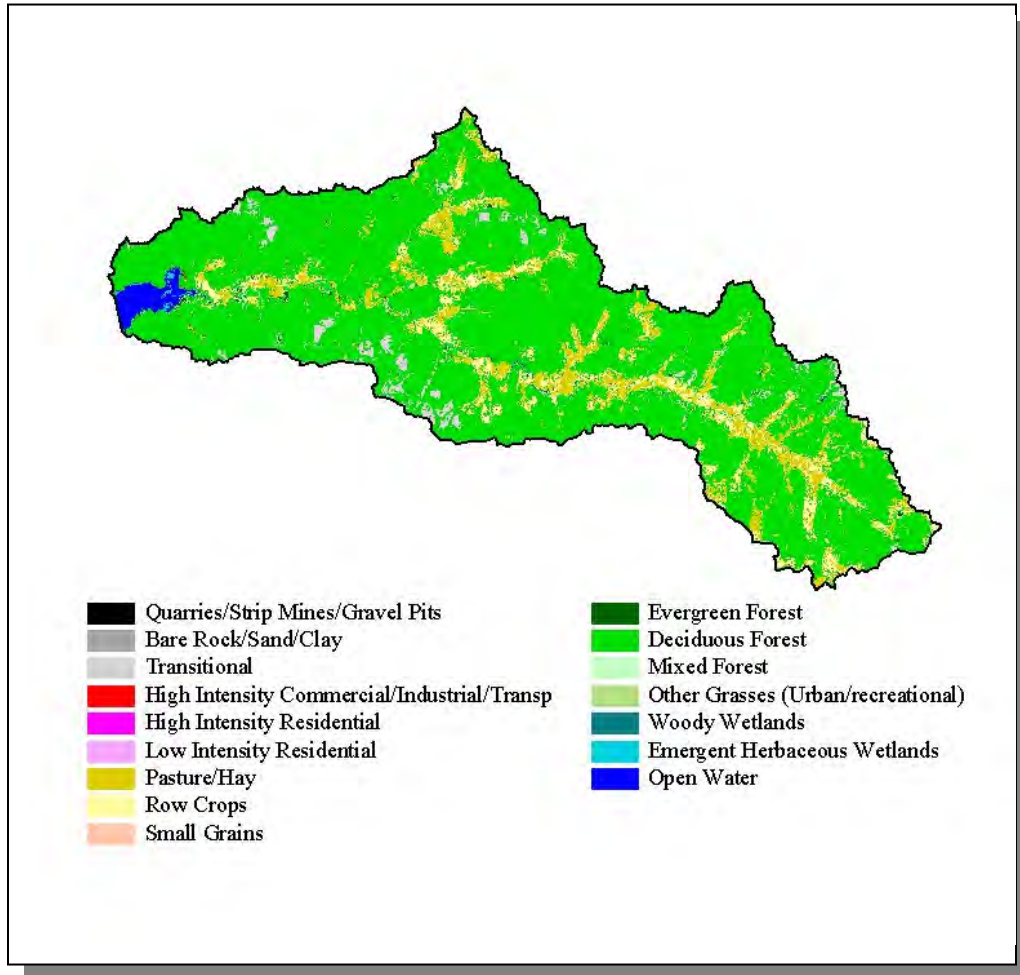 Quarries/Strip Mines/Gravel Pits
Bare Rock/Sand/Clay
Transitional
High Intensity Commercial/Industrial/Transp
High Intensity Residential
Low Intensity Residential
Pasture/Hay
Row Crops
Small Grains
Evergreen Forest
Deciduous Forest
Mixed Forest
Other Grasses (Urban/recreational)
Woody Wetlands
Emergent Herbaceous Wetlands
Open Water